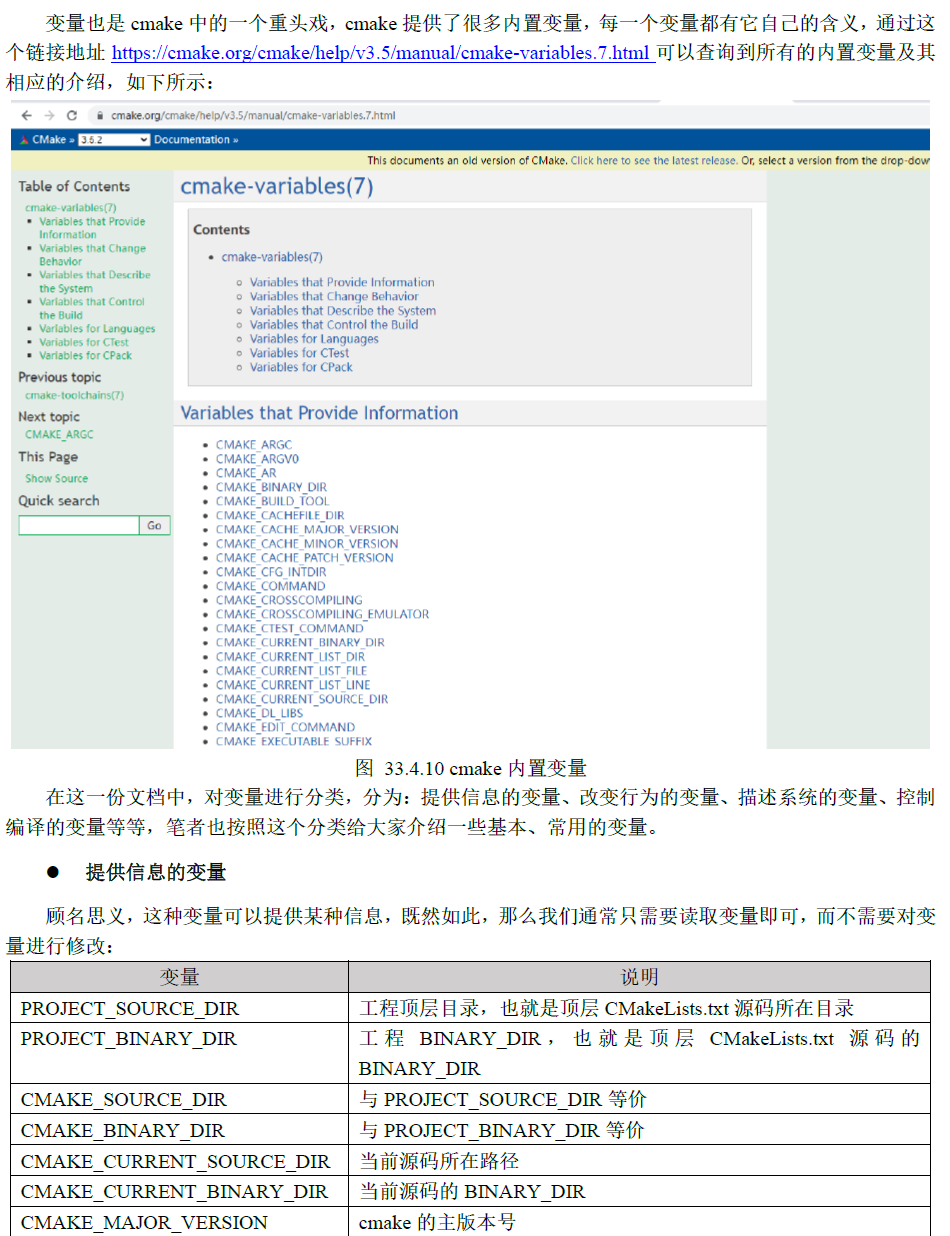 变量也是 cmake 中的一个重头戏，cmake 提供了很多内置变量，每一个变量都有它自己的含义，通过这
个链接地址 https://cmake.org/cmake/help/v3.5/manual/cmake-variables.7.html 可以查询到所有的内置变量及其
相应的介绍，如下所示：
cmake.org/cmake/help/v3.5/manual/cmake-variables.7.html
CMake » 3.6.2 Documentation »
This documents an old version of CMake. Click here to see the latest release. Or, select a version from the drop-dow
Table of Contents
cmake-variables(7)
Variables that Provide
Information
Variables that Change
Behavior
Variables that Describe
the System
Variables that Control
the Build
Variables for Languages
Variables for CTest
Variables for CPack
Previous topic
cmake-toolchains(7)
Next topic
CMAKE_ARGC
This Page
Show Source
Quick search
Go
cmake-variables(7)
Contents
cmake-variables(7)
Variables that Provide Information
Variables that Change Behavior
Variables that Describe the System
Variables that Control the Build
Variables for Languages
Variables for CTest
Variables for CPack
Variables that Provide Information
CMAKE_ARGC
CMAKE_ARGV0
CMAKE_AR
CMAKE_BINARY_DIR
CMAKE_BUILD_TOOL
CMAKE_CACHEFILE_DIR
CMAKE_CACHE_MAJOR_VERSION
CMAKE_CACHE_MINOR_VERSION
CMAKE_CACHE_PATCH_VERSION
CMAKE_CFG_INTDIR
CMAKE_COMMAND
CMAKE_CROSSCOMPILING
CMAKE_CROSSCOMPILING_EMULATOR
CMAKE_CTEST_COMMAND
CMAKE_CURRENT_BINARY_DIR
CMAKE_CURRENT_LIST_DIR
CMAKE_CURRENT_LIST_FILE
CMAKE_CURRENT_LIST_LINE
CMAKE_CURRENT_SOURCE_DIR
CMAKE_DL_LIBS
CMAKE_EDIT_COMMAND
CMAKE_EXECUTABLE_SUFFIX
图 33.4.10 cmake 内置变量
在这一份文档中，对变量进行分类，分为：提供信息的变量、改变行为的变量、描述系统的变量、控制
编译的变量等等，笔者也按照这个分类给大家介绍一些基本、常用的变量。
● 提供信息的变量
顾名思义，这种变量可以提供某种信息，既然如此，那么我们通常只需要读取变量即可，而不需要对变
量进行修改：
变量 说明
PROJECT_SOURCE_DIR 工程顶层目录，也就是顶层 CMakeLists.txt 源码所在目录
PROJECT_BINARY_DIR 工程 BINARY_DIR，也就是顶层 CMakeLists.txt 源码的
BINARY_DIR
CMAKE_SOURCE_DIR 与 PROJECT_SOURCE_DIR 等价
CMAKE_BINARY_DIR 与 PROJECT_BINARY_DIR 等价
CMAKE_CURRENT_SOURCE_DIR 当前源码所在路径
CMAKE_CURRENT_BINARY_DIR 当前源码的 BINARY_DIR
CMAKE_MAJOR_VERSION cmake 的主版本号